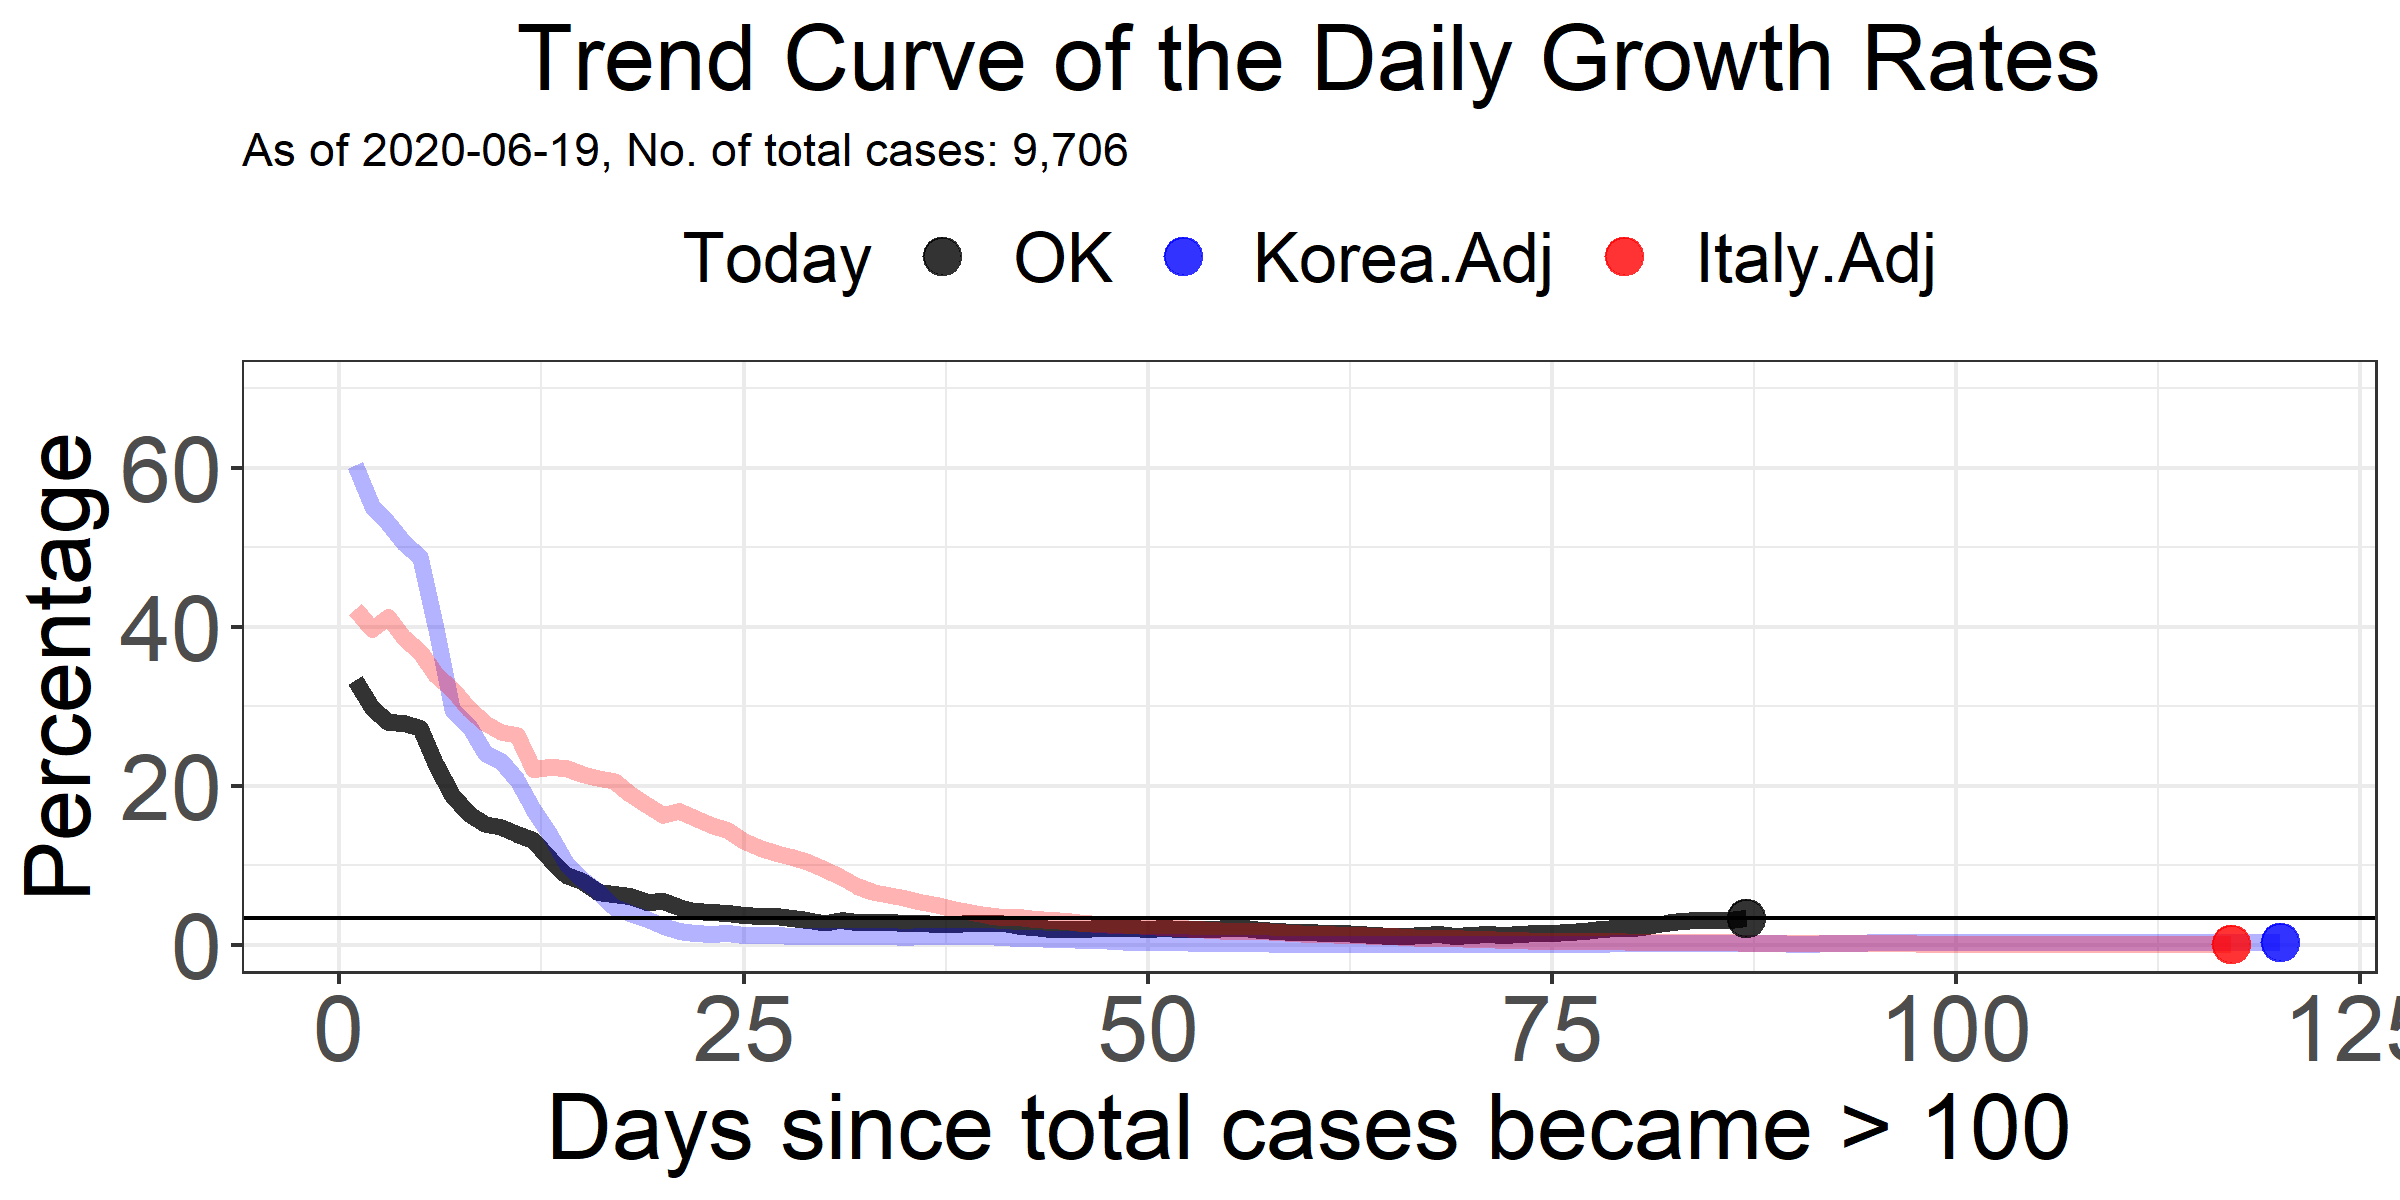 Trend Curve of the Daily Growth Rates
As of 2020-06-19, No. of total cases: 9,706
Today OK Korea.Adj Italy.Adj
Percentage
60
40
20
0
0 25 50 75 100 125
Days since total cases became > 100